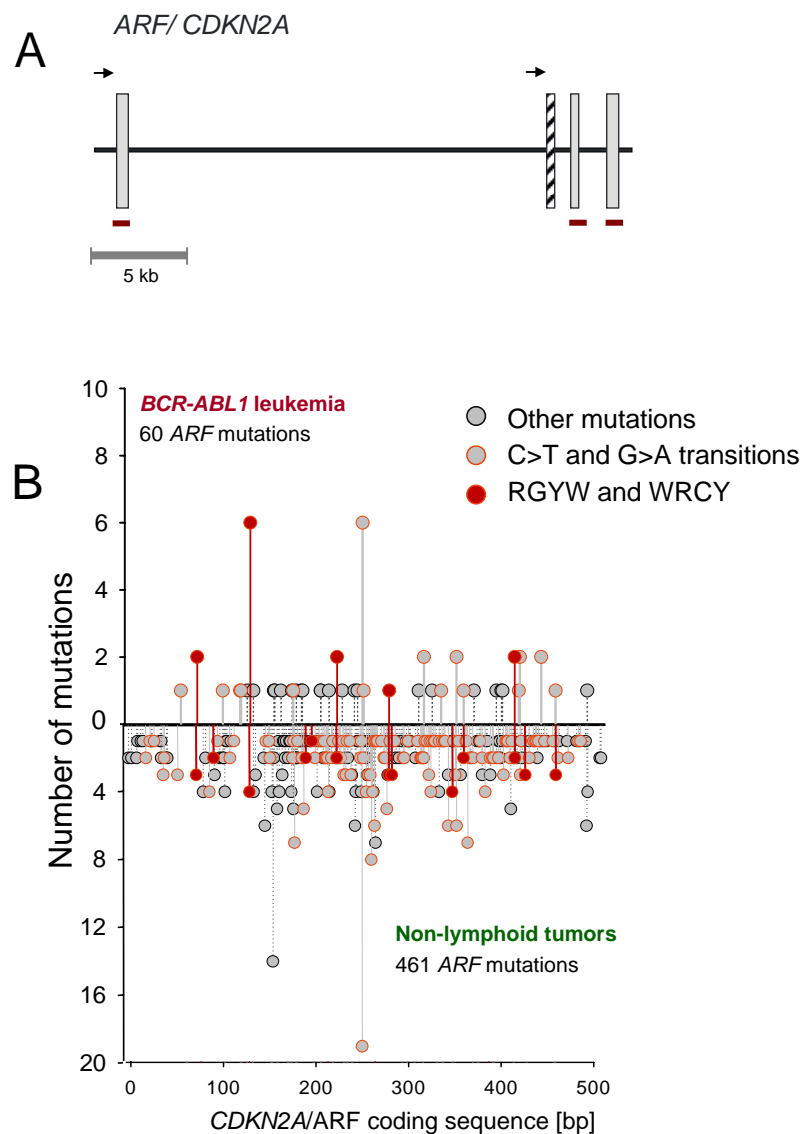 ARF/ CDKN2A
A
5 kb
10
BCR-ABL1 leukemia
60 ARF mutations
Other mutations
C>T and G>A transitions
RGYW and WRCY
B
8
6
4
2
0
4
8
12
16
20
Number of mutations
Non-lymphoid tumors
461 ARF mutations
0 100 200 300 400 500
CDKN2A/ARF coding sequence [bp]